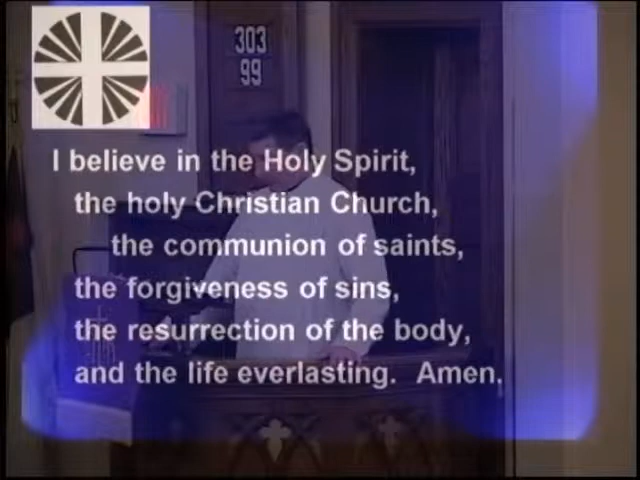 303
99
I believe in the Holy Spirit,
the holy Christian Church,
the communion of saints,
the forgiveness of sins,
the resurrection of the body,
and the life everlasting. Amen.